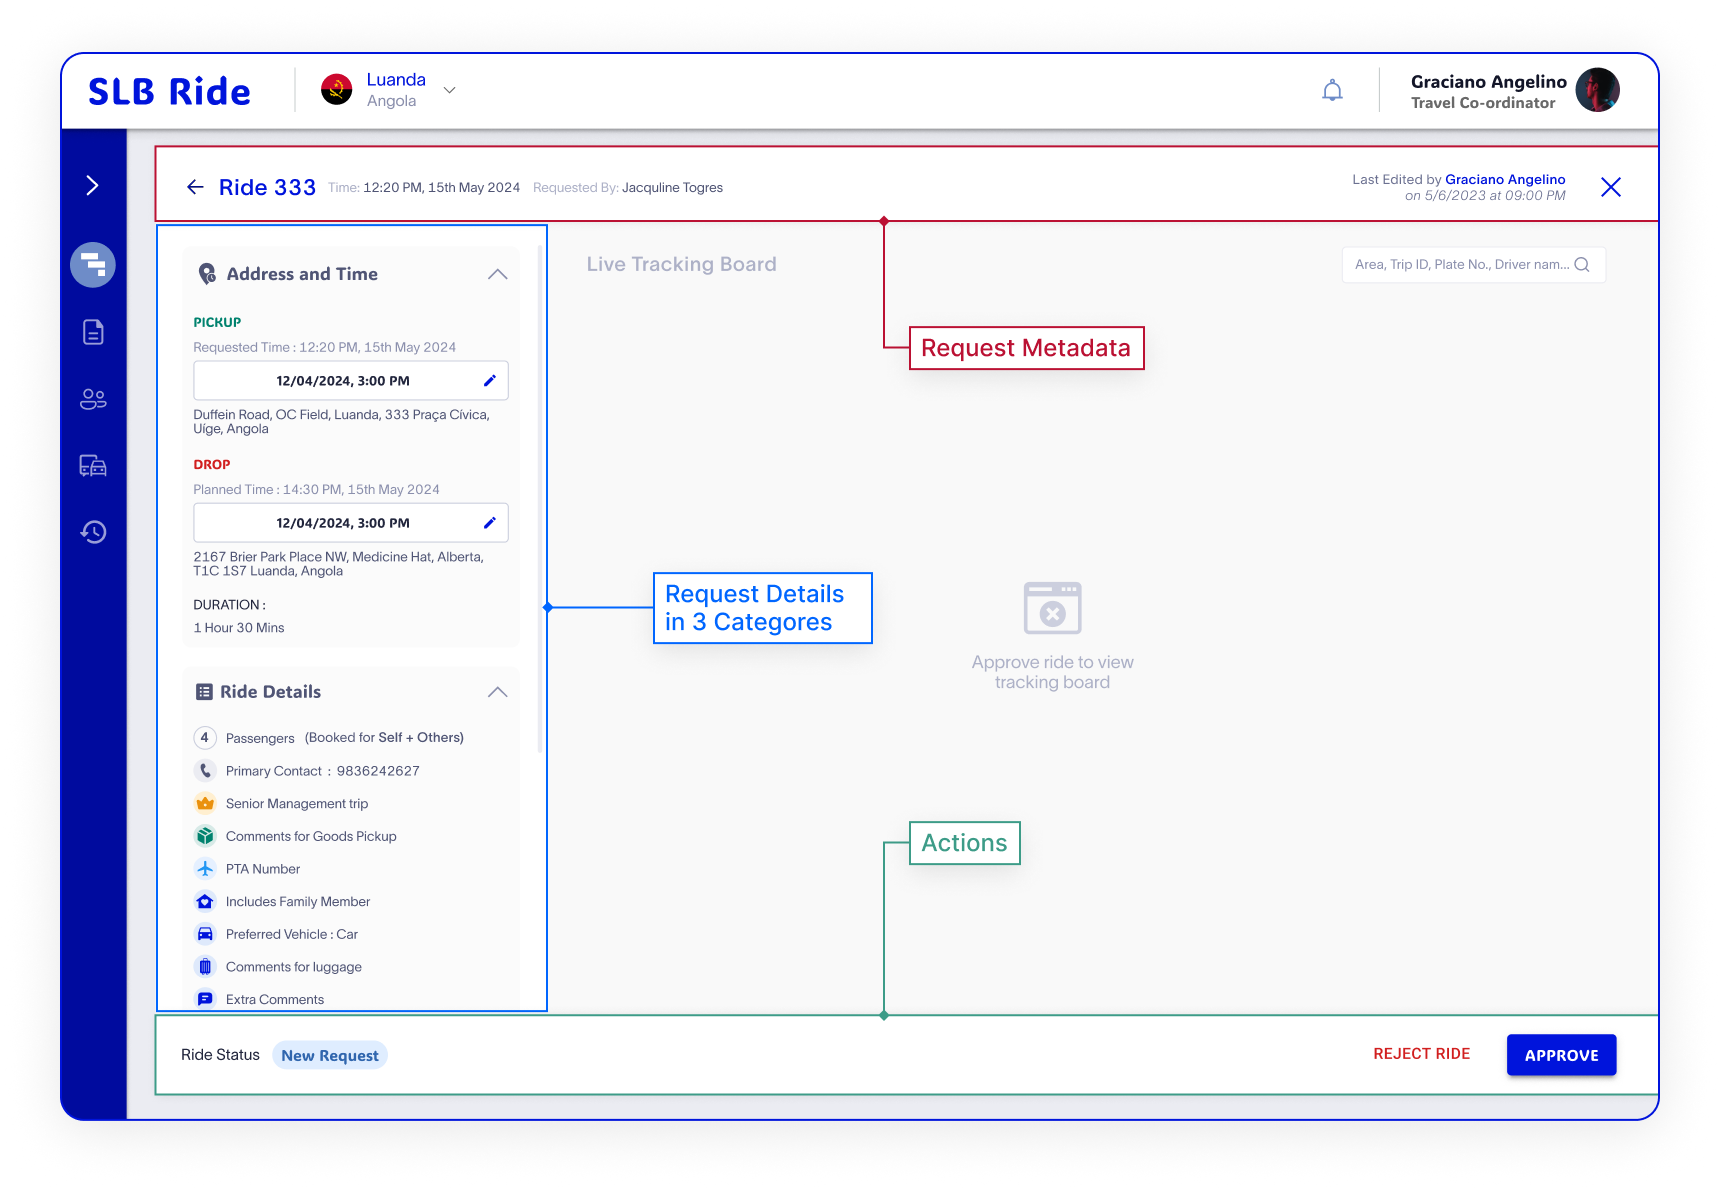 SLB Ride
Luanda
Angola
Graciano Angelino
Travel Co-ordinator
Ride 333 Time: 12:20 PM, 15th May 2024 Requested By: Jacquline Togres
Last Edited by Graciano Angelino
on 5/6/2023 at 09:00 PM
Address and Time
PICKUP
Requested Time : 12:20 PM, 15th May 2024
12/04/2024, 3:00 PM
Duffein Road, OC Field, Luanda, 333 Praça Cívica,
Uíge, Angola
DROP
Planned Time : 14:30 PM, 15th May 2024
12/04/2024, 3:00 PM
2167 Brier Park Place NW, Medicine Hat, Alberta,
T1C 1S7 Luanda, Angola
DURATION :
1 Hour 30 Mins
Ride Details
4 Passengers (Booked for Self + Others)
Primary Contact : 9836242627
Senior Management trip
Comments for Goods Pickup
PTA Number
Includes Family Member
Preferred Vehicle : Car
Comments for luggage
Extra Comments
Live Tracking Board
Area, Trip ID, Plate No., Driver nam...
Request Metadata
Request Details
in 3 Categores
Approve ride to view
tracking board
Actions
Ride Status New Request
REJECT RIDE
APPROVE